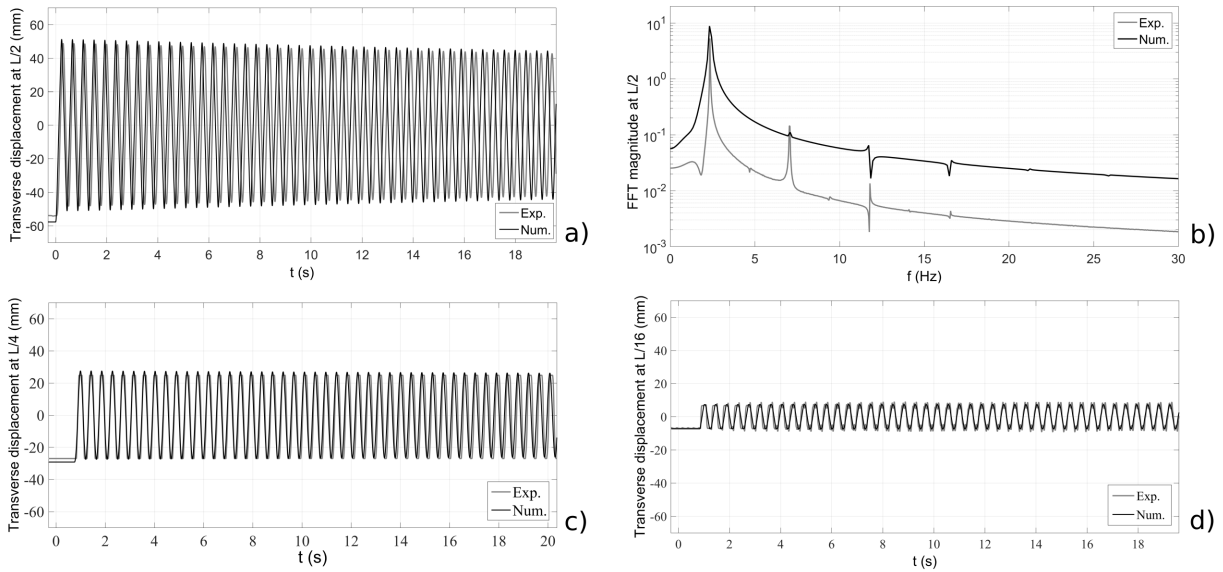 Transverse displacement at L/2 (mm)
60
40
20
0
-20
-40
-60
0 2 4 6 8 10 12 14 16 18
t (s)
Exp.
Num.
a)
FFT magnitude at L/2
10^1
10^0
10^-1
10^-2
10^-3
0 5 10 15 20 25 30
f (Hz)
Exp.
Num.
b)
Transverse displacement at L/4 (mm)
60
40
20
0
-20
-40
-60
0 2 4 6 8 10 12 14 16 18 20
t (s)
Exp.
Num.
c)
Transverse displacement at L/16 (mm)
60
40
20
0
-20
-40
-60
0 2 4 6 8 10 12 14 16 18
t (s)
Exp.
Num.
d)